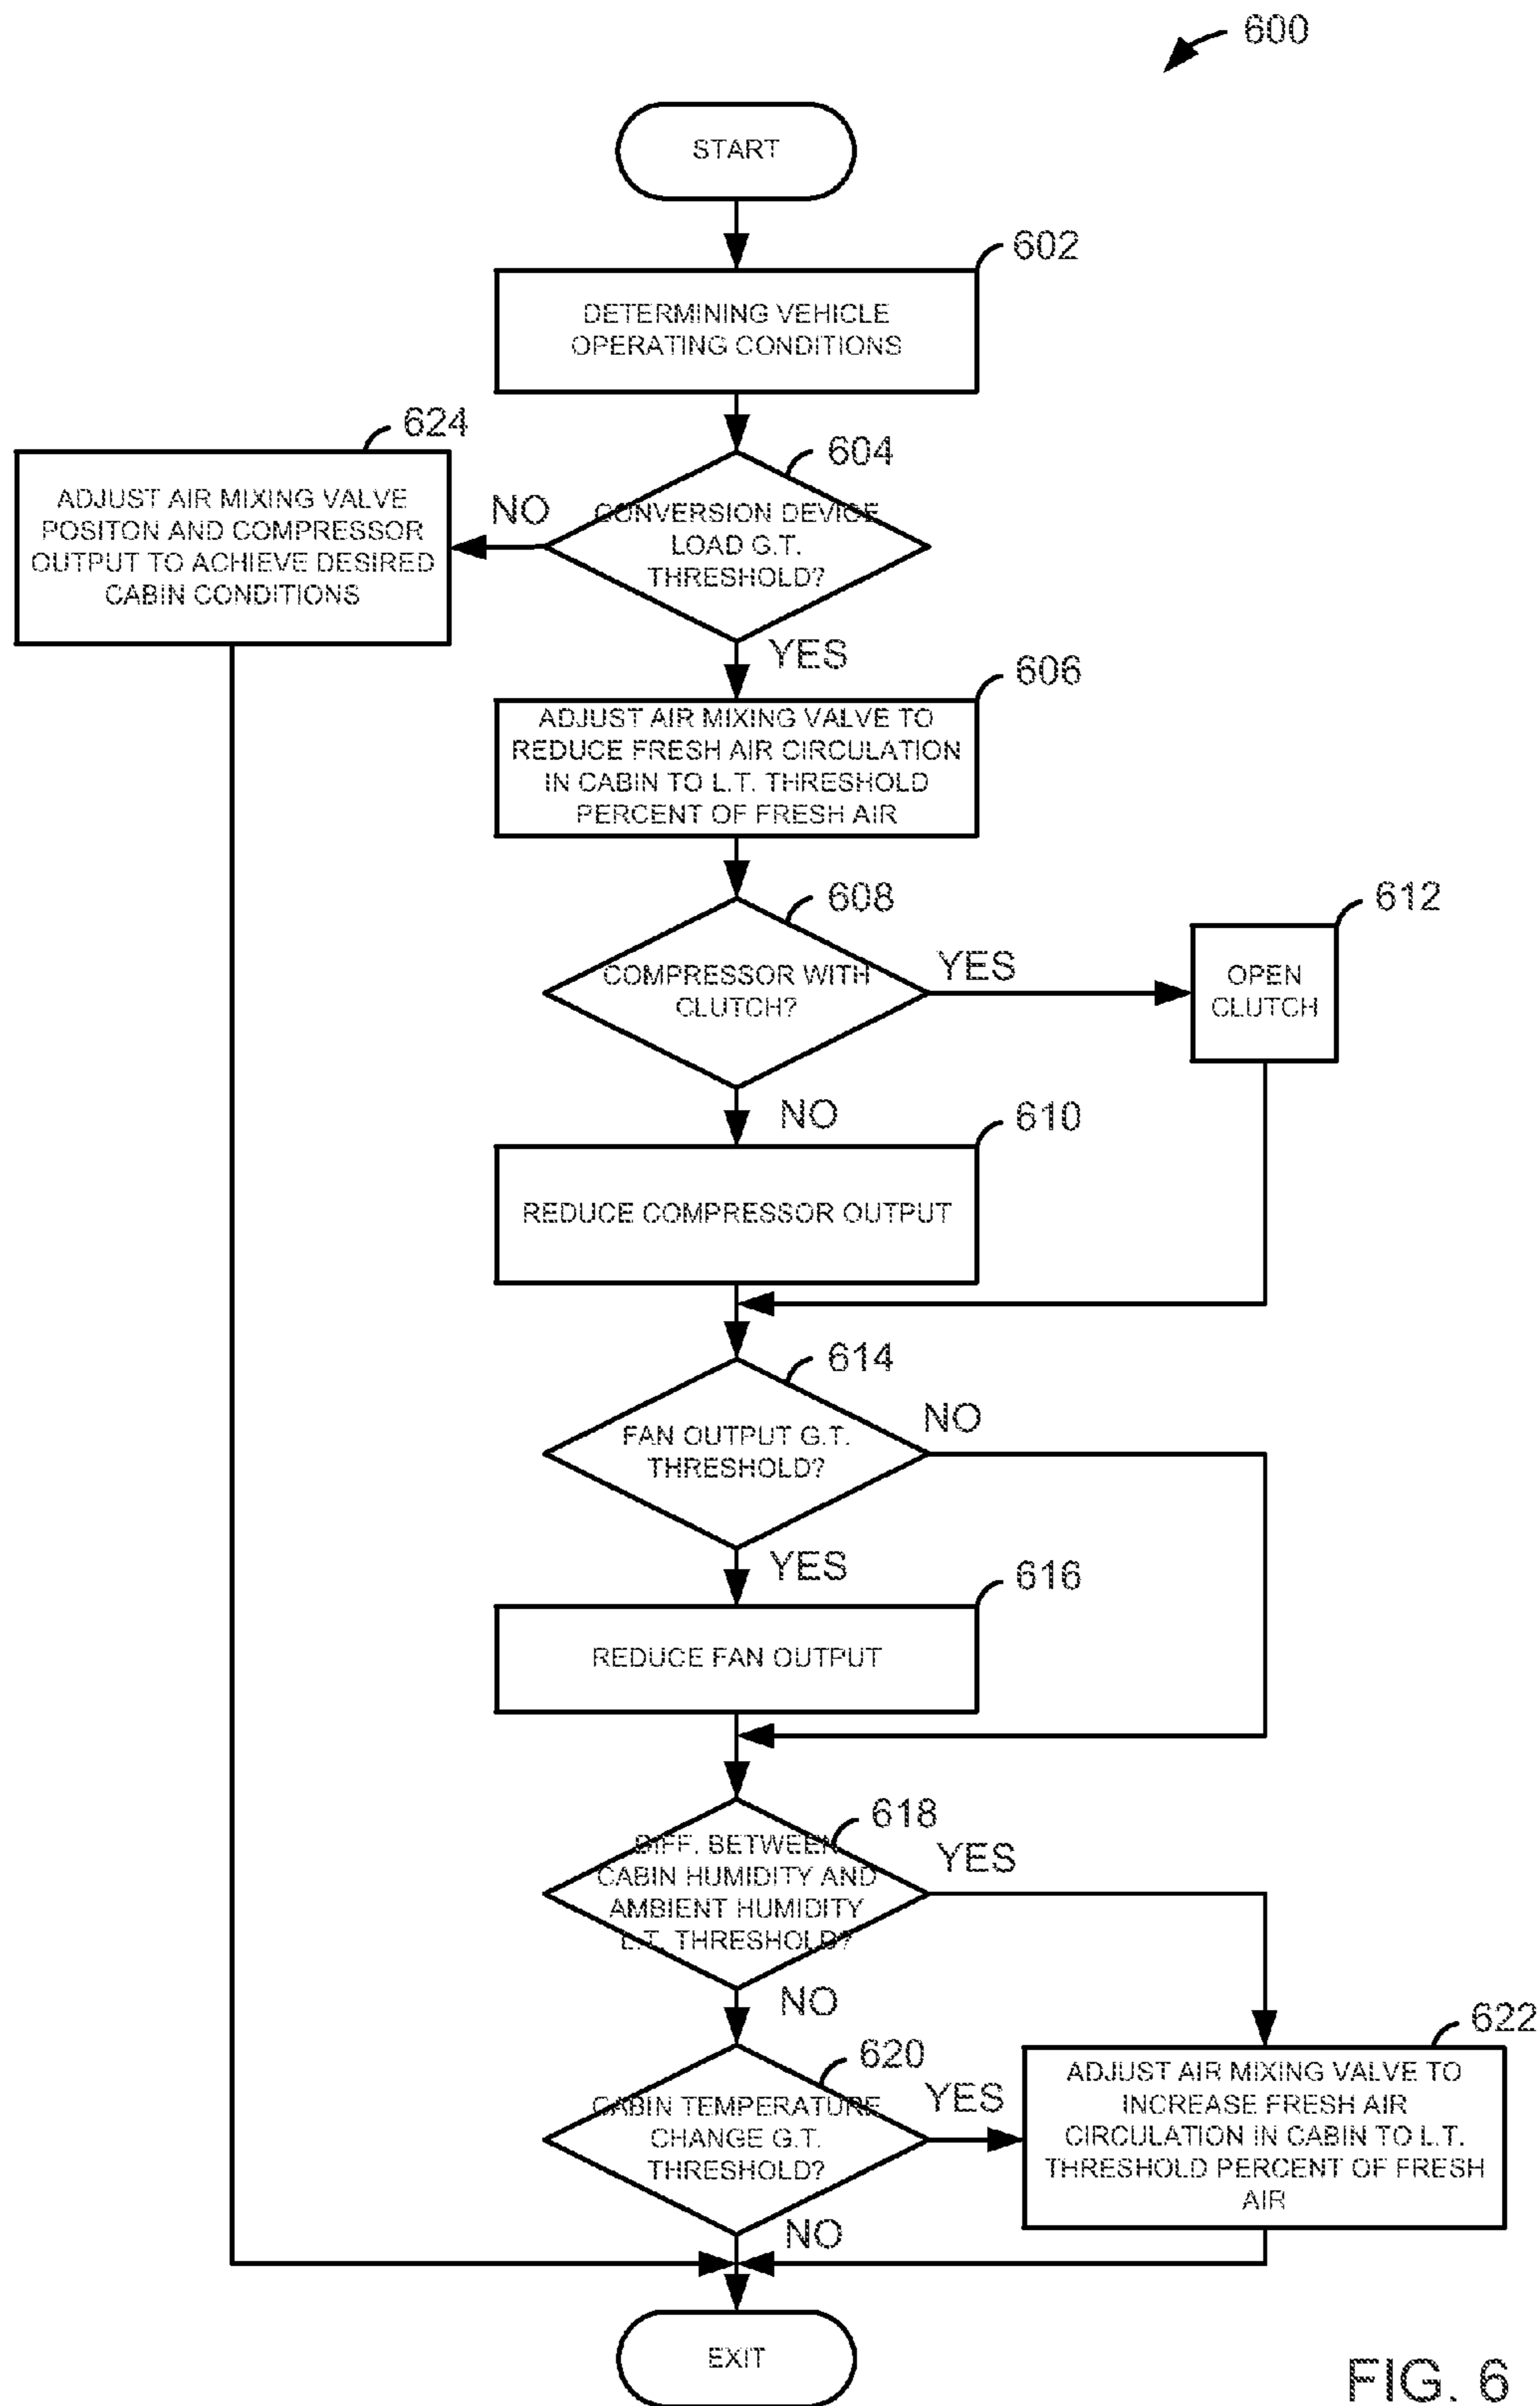 600
START
602
DETERMINING VEHICLE
OPERATING CONDITIONS
624
ADJUST AIR MIXING VALVE
POSITON AND COMPRESSOR
OUTPUT TO ACHIEVE DESIRED
CABIN CONDITIONS
NO
604
CONVERSION DEVICE
LOAD G.T.
THRESHOLD?
YES
606
ADJUST AIR MIXING VALVE TO
REDUCE FRESH AIR CIRCULATION
IN CABIN TO L.T. THRESHOLD
PERCENT OF FRESH AIR
608
COMPRESSOR WITH
CLUTCH?
YES
612
OPEN
CLUTCH
NO
610
REDUCE COMPRESSOR OUTPUT
614
FAN OUTPUT G.T.
THRESHOLD?
NO
YES
616
REDUCE FAN OUTPUT
618
DIFF. BETWEEN
CABIN HUMIDITY AND
AMBIENT HUMIDITY
L.T. THRESHOLD?
YES
NO
620
CABIN TEMPERATURE
CHANGE G.T.
THRESHOLD?
YES
622
ADJUST AIR MIXING VALVE TO
INCREASE FRESH AIR
CIRCULATION IN CABIN TO L.T.
THRESHOLD PERCENT OF FRESH
AIR
NO
EXIT
FIG. 6